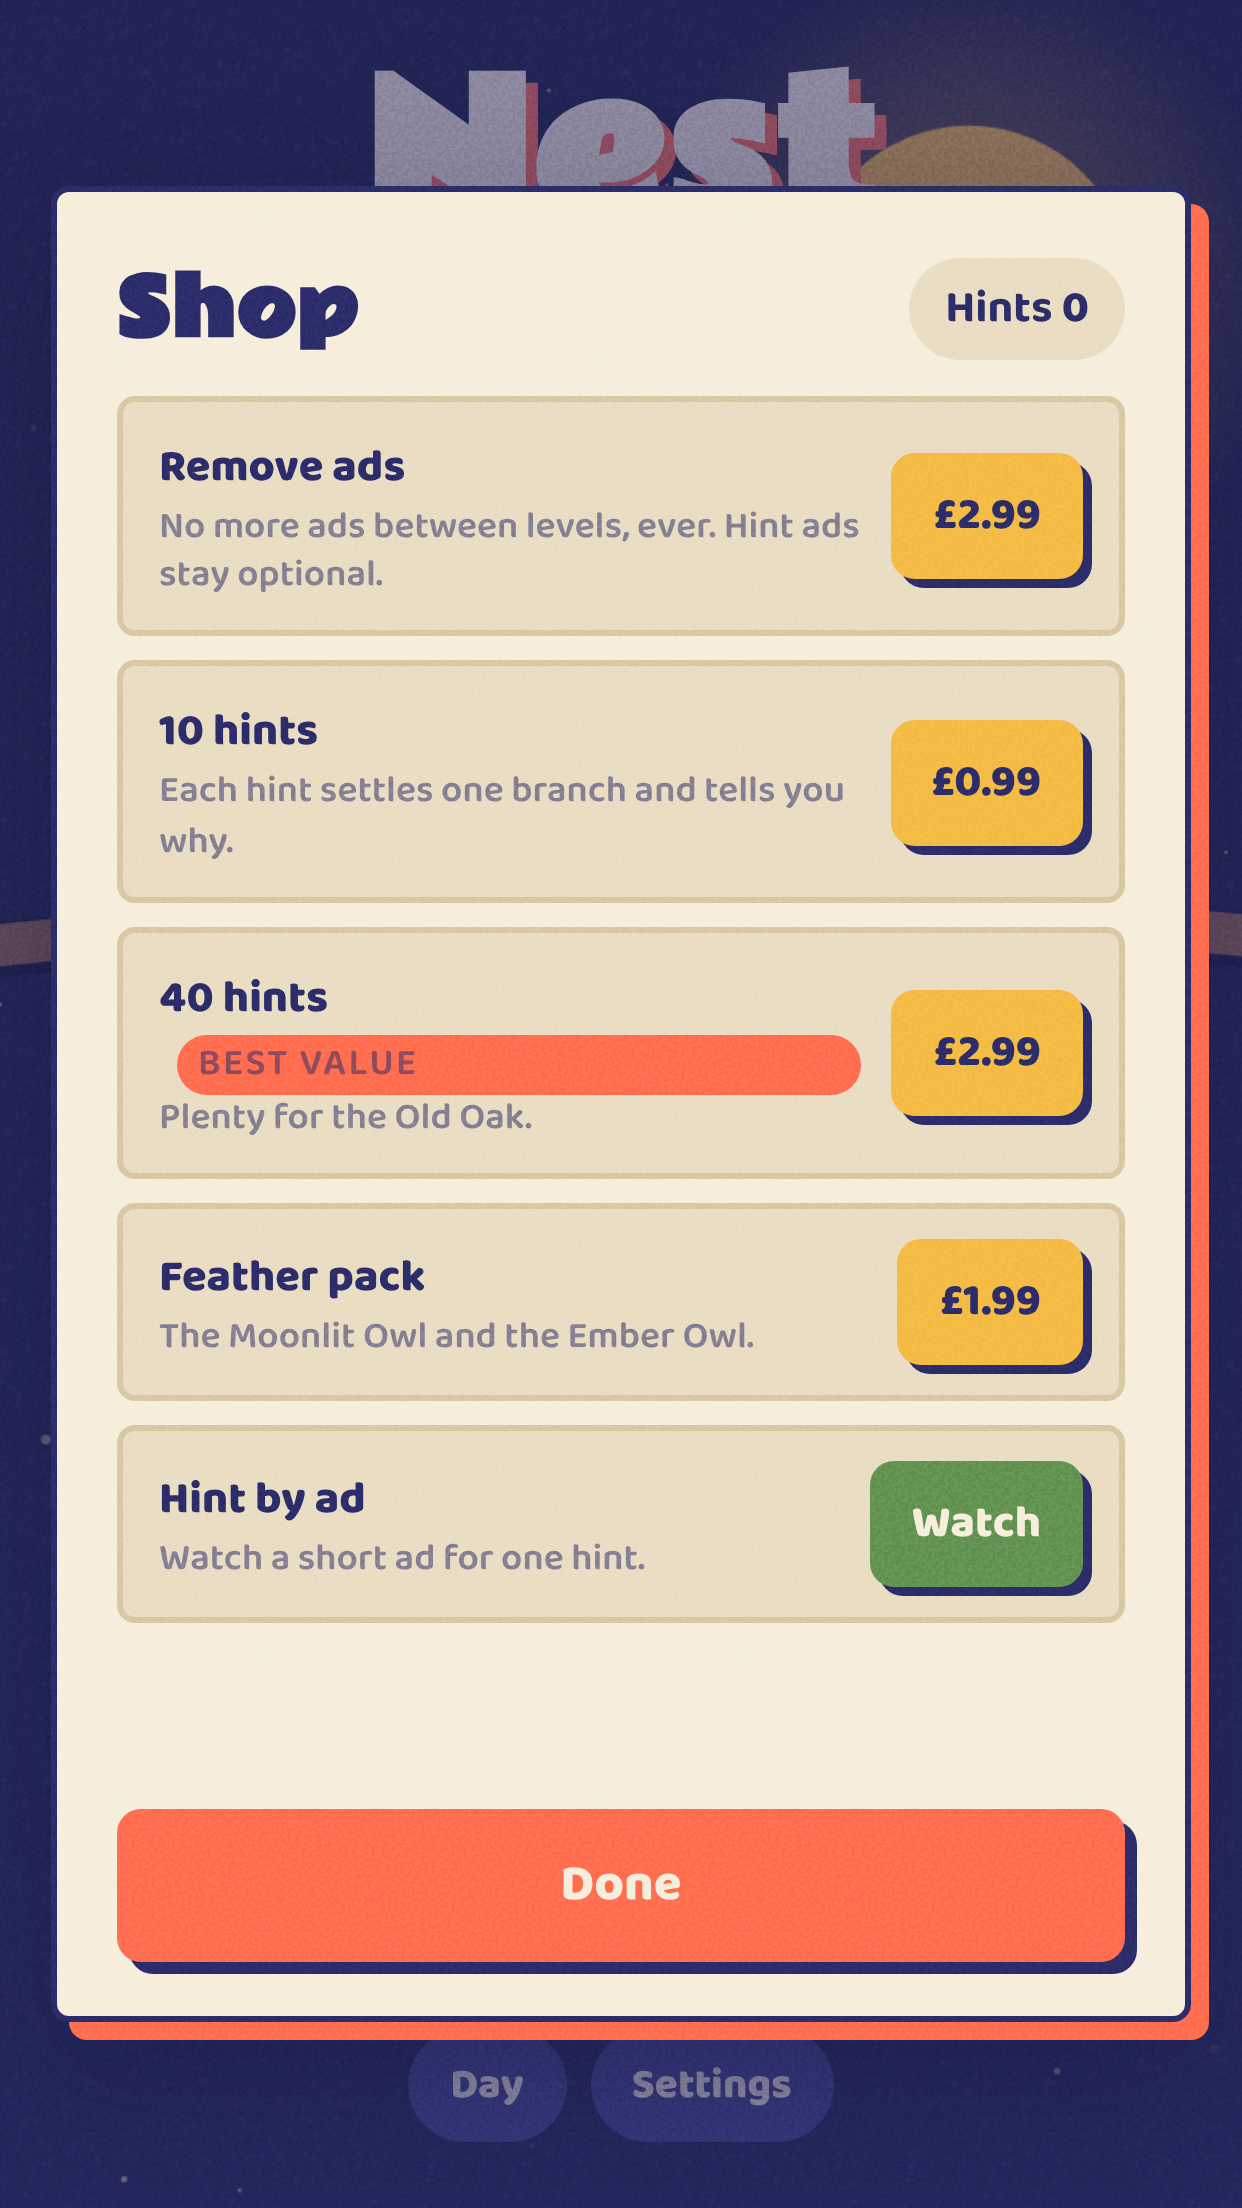 Nest
Shop
Hints 0
Remove ads
No more ads between levels, ever. Hint ads
stay optional.
£2.99
10 hints
Each hint settles one branch and tells you
why.
£0.99
40 hints
BEST VALUE
Plenty for the Old Oak.
£2.99
Feather pack
The Moonlit Owl and the Ember Owl.
£1.99
Hint by ad
Watch a short ad for one hint.
Watch
Done
Day
Settings